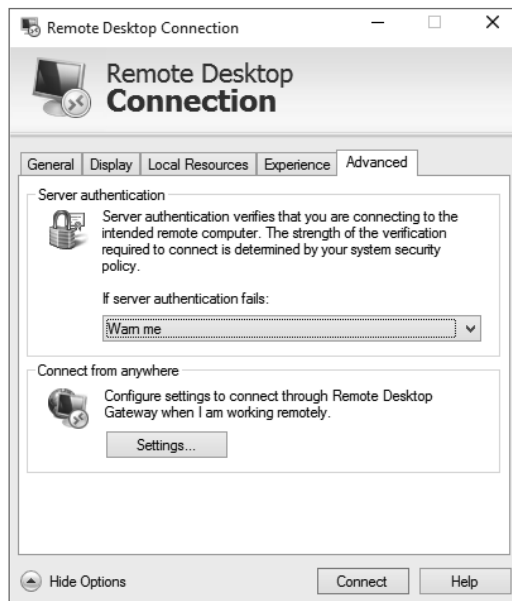 Remote Desktop Connection
Remote Desktop
Connection
General Display Local Resources Experience Advanced
Server authentication
Server authentication verifies that you are connecting to the
intended remote computer. The strength of the verification
required to connect is determined by your system security
policy.
If server authentication fails:
Warn me
Connect from anywhere
Configure settings to connect through Remote Desktop
Gateway when I am working remotely.
Settings...
Hide Options Connect Help